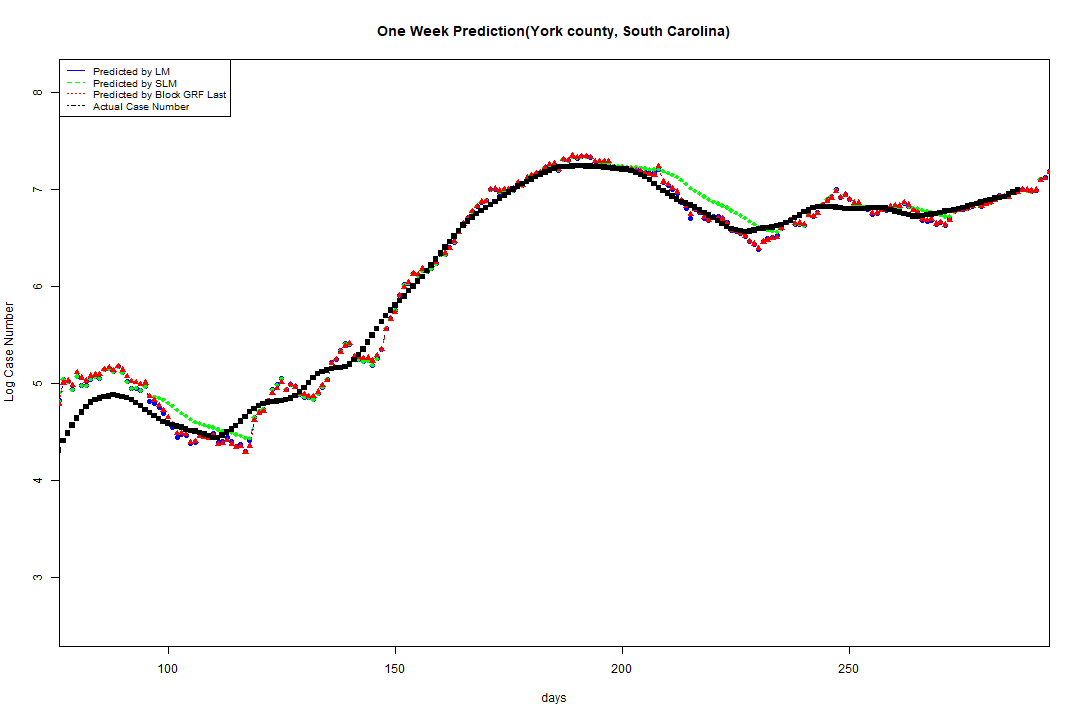 One Week Prediction(York county, South Carolina)
Predicted by LM
Predicted by SLM
Predicted by Block GRF Last
Actual Case Number
8
7
6
5
4
3
Log Case Number
100 150 200 250
days